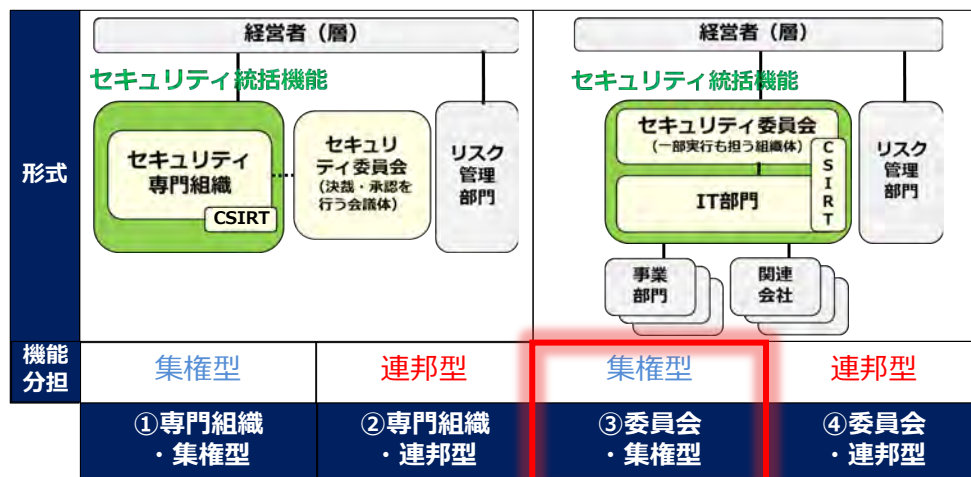 形式
経営者（層）
セキュリティ統括機能
セキュリティ
専門組織
CSIRT
セキュリ
ティ委員会
（決裁・承認を
行う会議体）
リスク
管理
部門
経営者（層）
セキュリティ統括機能
セキュリティ委員会
（一部実行も担う組織体）
IT部門
CSIRT
リスク
管理
部門
事業
部門
関連
会社
機能
分担
集権型
連邦型
集権型
連邦型
①専門組織
・集権型
②専門組織
・連邦型
③委員会
・集権型
④委員会
・連邦型